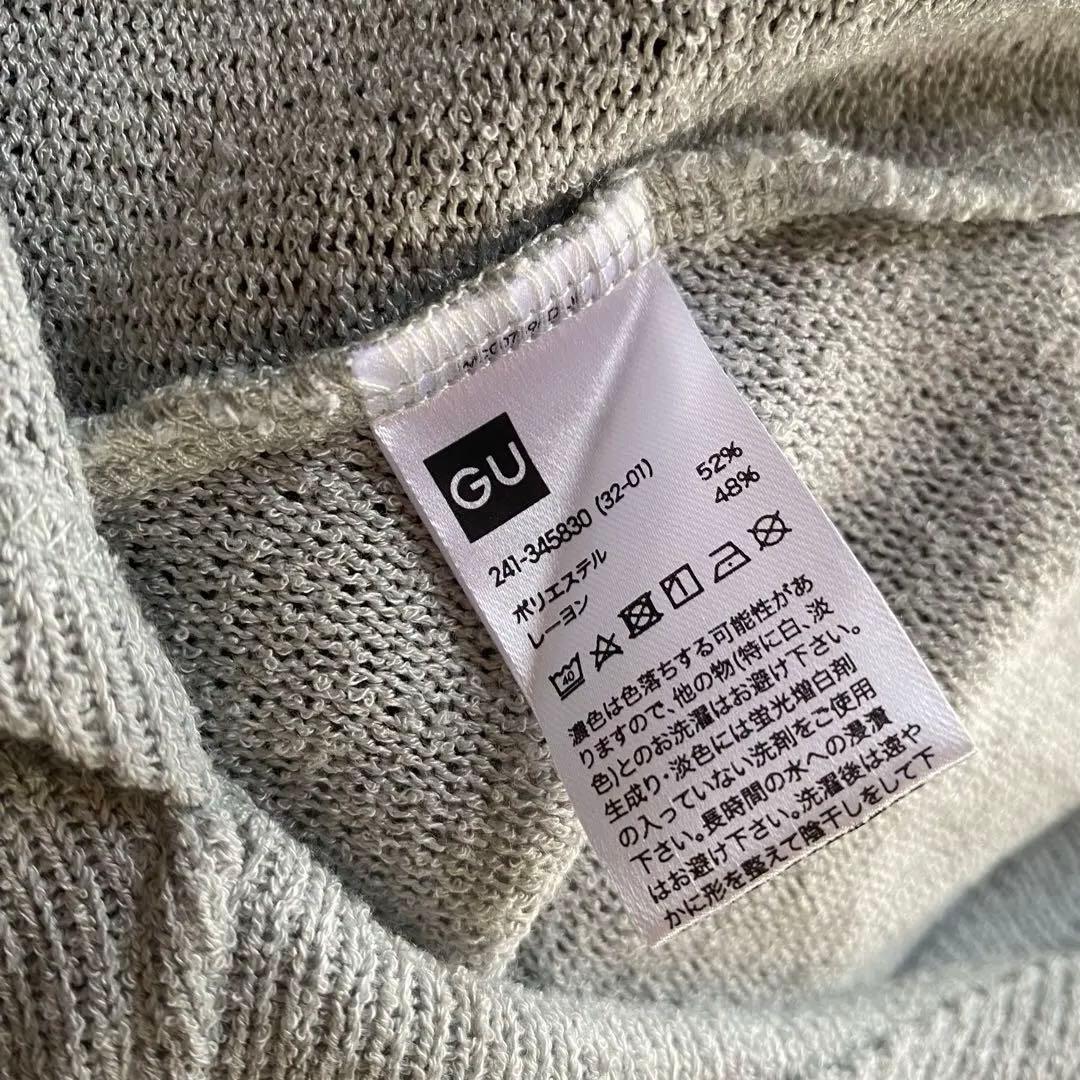 GU
241-345830 (32-01)
ポリエステル 52%
レーヨン 48%
40
濃色は色落ちする可能性があ
りますので、他の物(特に白、淡
色)とのお洗濯はお避け下さい。
生成り・淡色には蛍光増白剤
の入っていない洗剤をご使用
下さい。長時間の水への浸漬
はお避け下さい。洗濯後は速や
かに形を整えて陰干しをして下